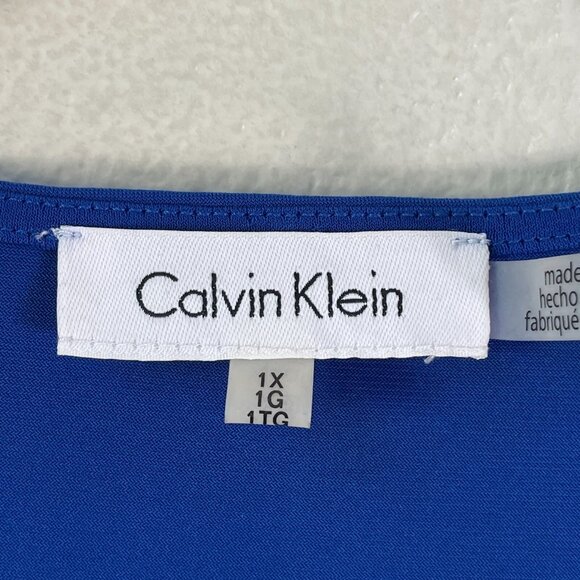 Calvin Klein
1X
1G
1TG
made
hecho
fabriqué